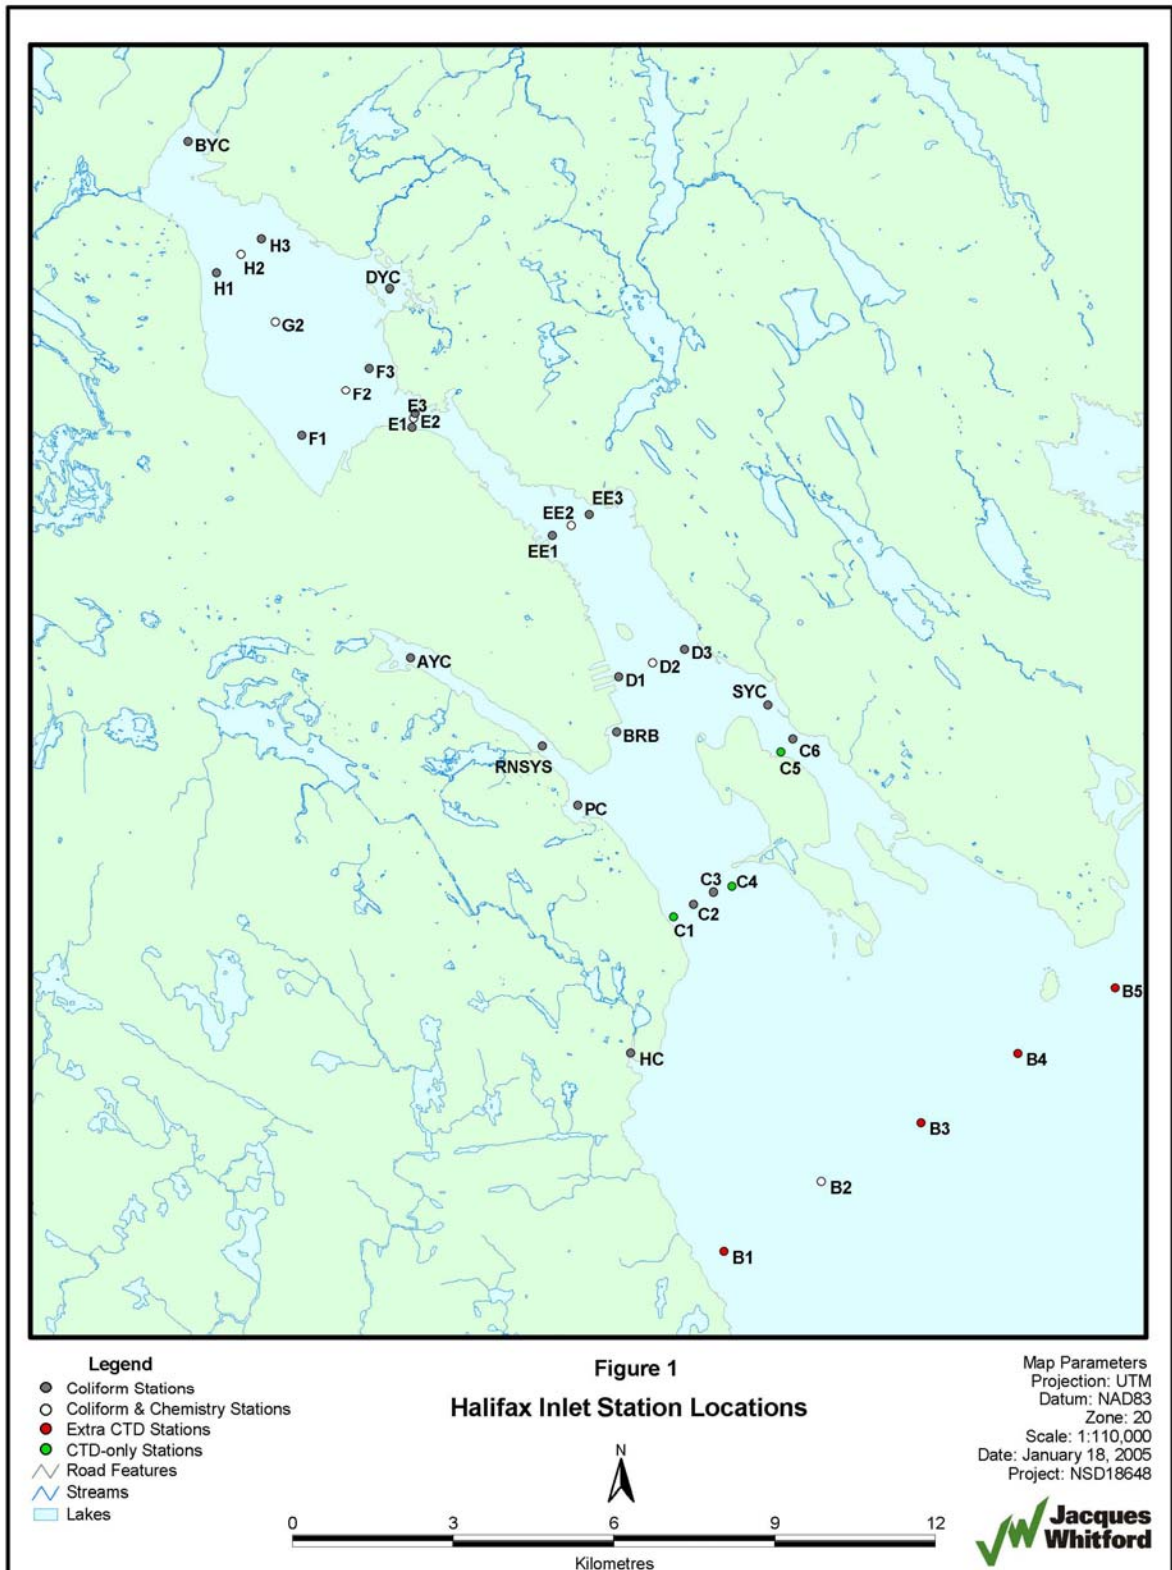 BYC
H3
H2
H1
DYC
G2
F3
F2
E3
E1
E2
F1
EE3
EE2
EE1
D3
AYC
D2
D1
SYC
BRB
C6
C5
RNSYS
PC
C3
C4
C2
C1
B5
HC
B4
B3
B2
B1
Legend
Coliform Stations
Coliform & Chemistry Stations
Extra CTD Stations
CTD-only Stations
Road Features
Streams
Lakes
Figure 1
Halifax Inlet Station Locations
N
0 3 6 9 12
Kilometres
Map Parameters
Projection: UTM
Datum: NAD83
Zone: 20
Scale: 1:110,000
Date: January 18, 2005
Project: NSD18648
JW Jacques
Whitford